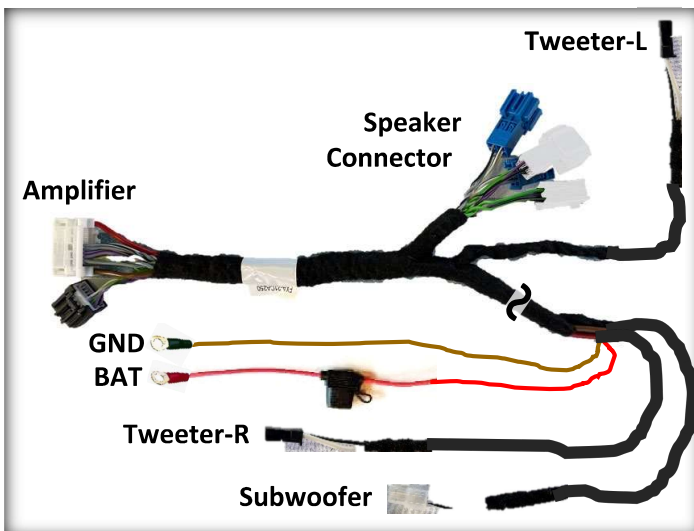 Tweeter-L
Speaker
Connector
Amplifier
GND
BAT
Tweeter-R
Subwoofer